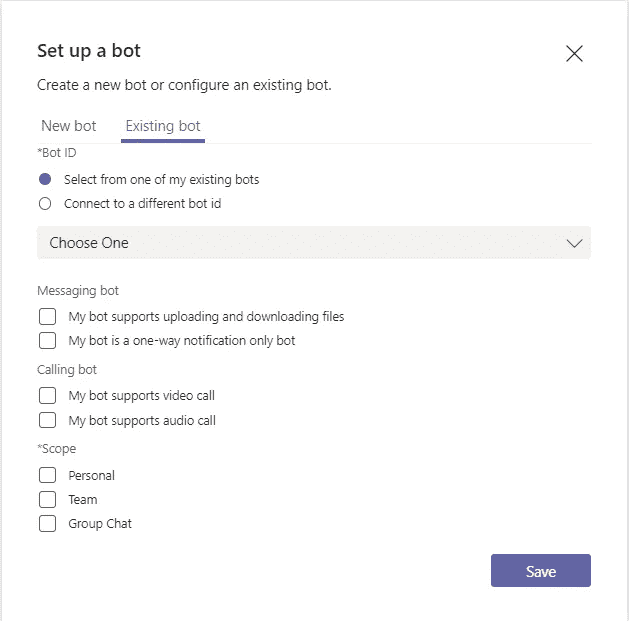 Set up a bot
Create a new bot or configure an existing bot.
New bot Existing bot
*Bot ID
Select from one of my existing bots
Connect to a different bot id
Choose One
Messaging bot
My bot supports uploading and downloading files
My bot is a one-way notification only bot
Calling bot
My bot supports video call
My bot supports audio call
*Scope
Personal
Team
Group Chat
Save